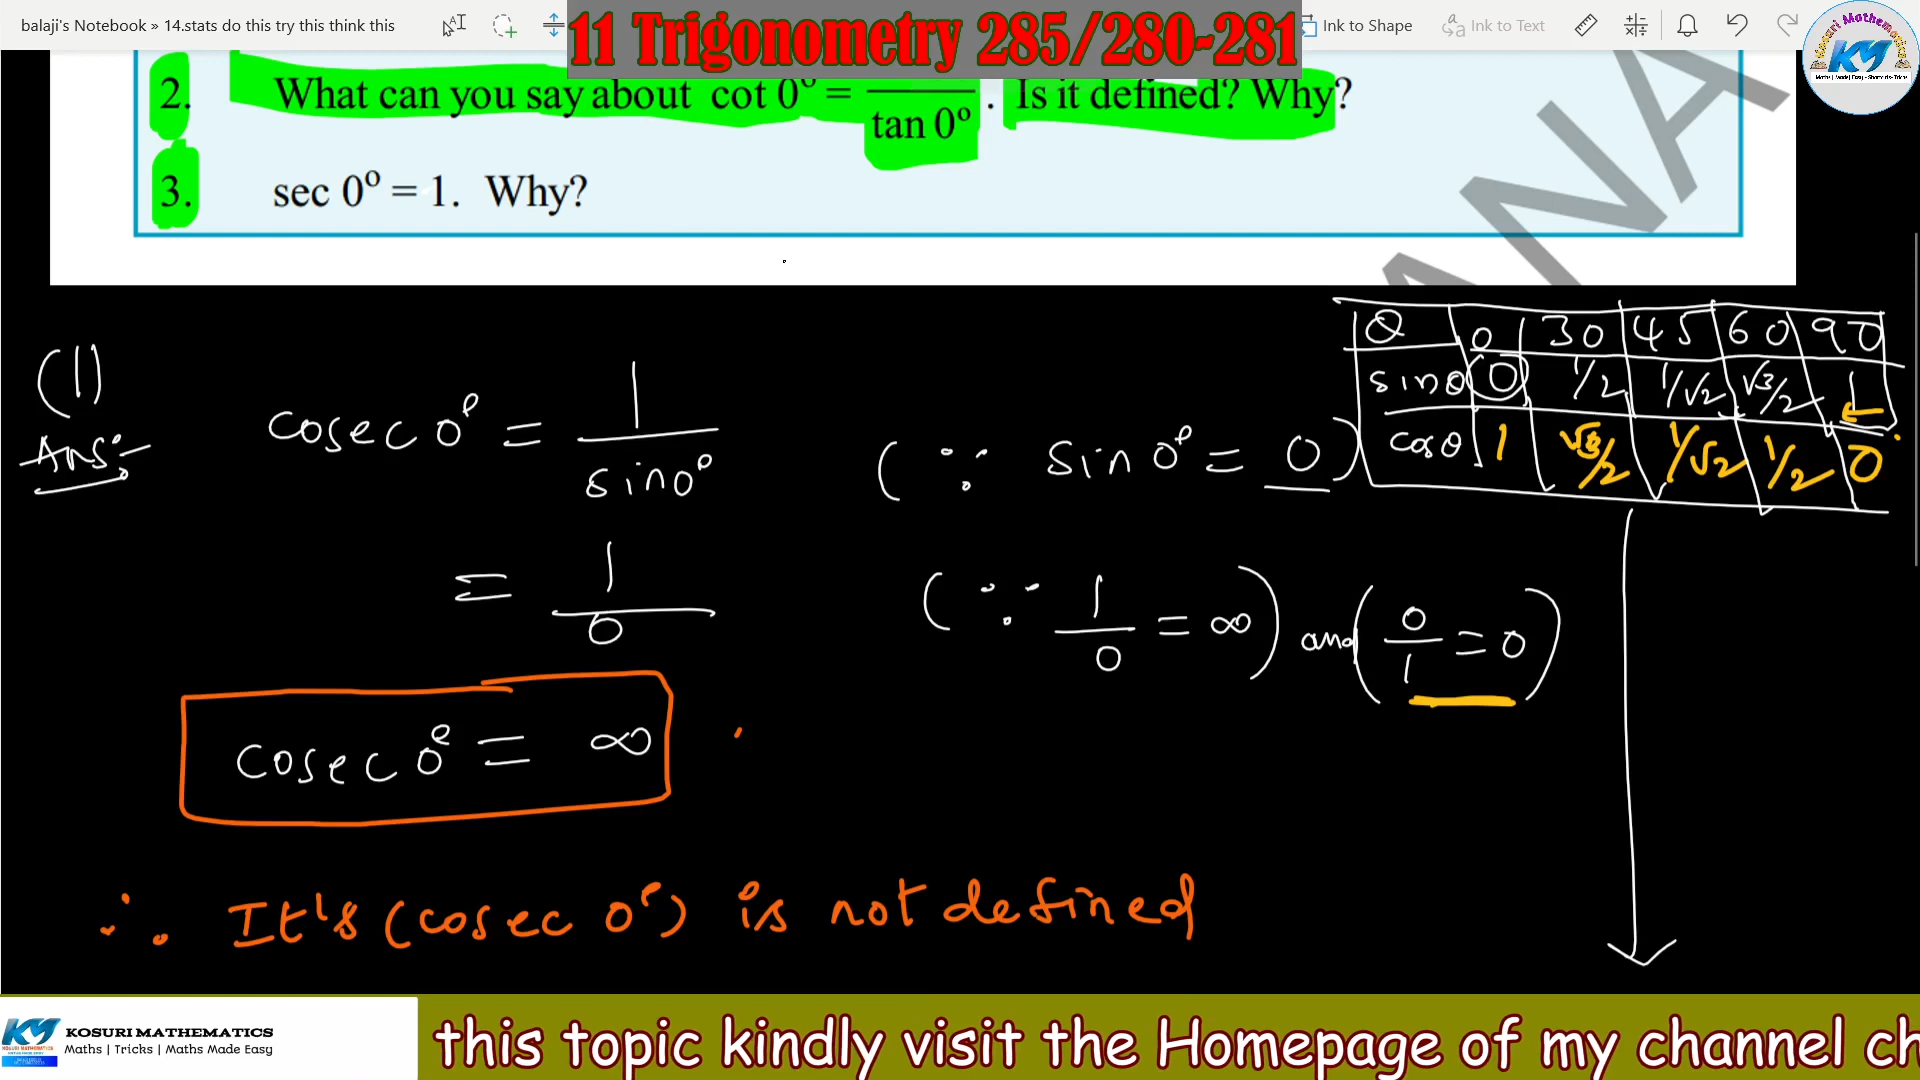 balaji's Notebook » 14.stats do this try this think this
11 Trigonometry 285/280-281
Ink to Shape
Ink to Text
2. What can you say about cot 0° = / tan 0° . Is it defined? Why?
3. sec 0° = 1. Why?
θ 0 30 45 60 90
sinθ 0 1/2 1/√2 √3/2 1
cosθ 1 √3/2 1/√2 1/2 0
(1)
Ans:-
cosec 0° = 1/sin0° (∵ sin 0° = 0)
= 1/0 (∵ 1/0 = ∞) and (0/1 = 0)
cosec 0° = ∞
∴ It's (cosec 0°) is not defined
KOSURI MATHEMATICS
Maths | Tricks | Maths Made Easy
this topic kindly visit the Homepage of my channel ch